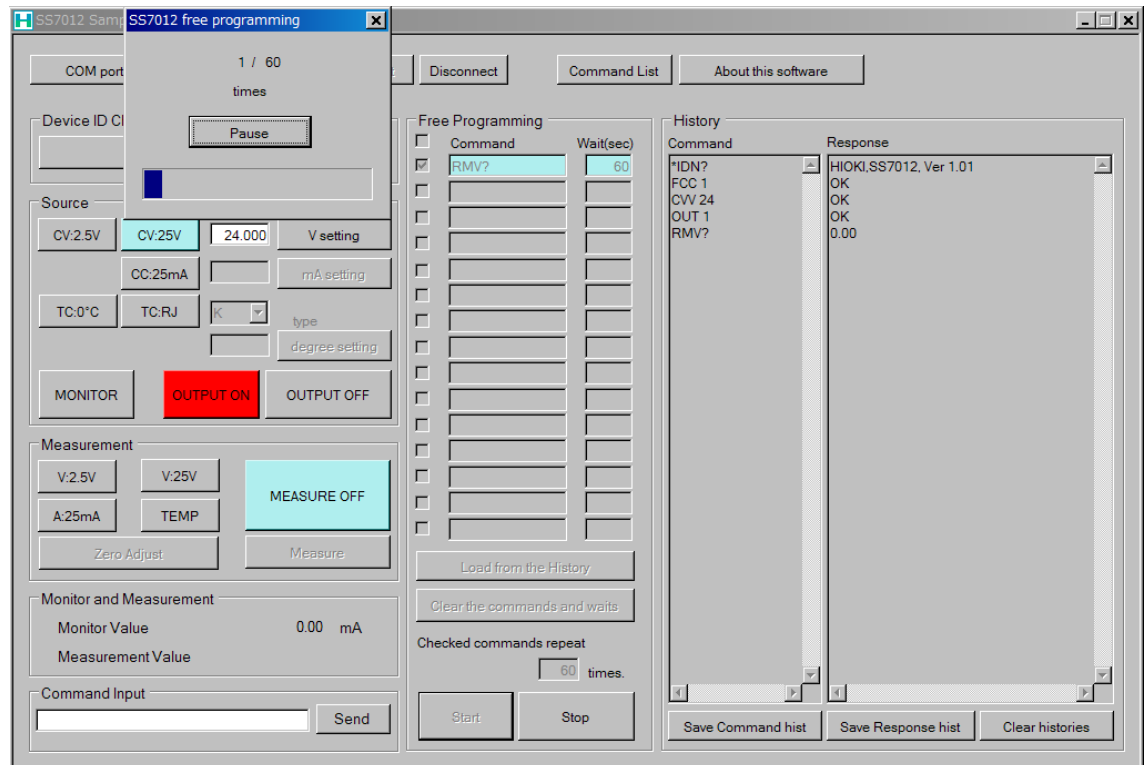 SS7012 Sam
SS7012 free programming
1 / 60
times
Pause
COM port
Disconnect
Command List
About this software
Device ID
Source
CV:2.5V
CV:25V
24.000
V setting
CC:25mA
mA setting
TC:0°C
TC:RJ
K
type
degree setting
MONITOR
OUTPUT ON
OUTPUT OFF
Measurement
V:2.5V
V:25V
MEASURE OFF
A:25mA
TEMP
Zero Adjust
Measure
Monitor and Measurement
Monitor Value 0.00 mA
Measurement Value
Command Input
Send
Free Programming
Command Wait(sec)
RMV? 60
Load from the History
Clear the commands and waits
Checked commands repeat
60 times.
Start
Stop
History
Command
*IDN?
FCC 1
CVV 24
OUT 1
RMV?
Response
HIOKI,SS7012, Ver 1.01
OK
OK
OK
0.00
Save Command hist
Save Response hist
Clear histories